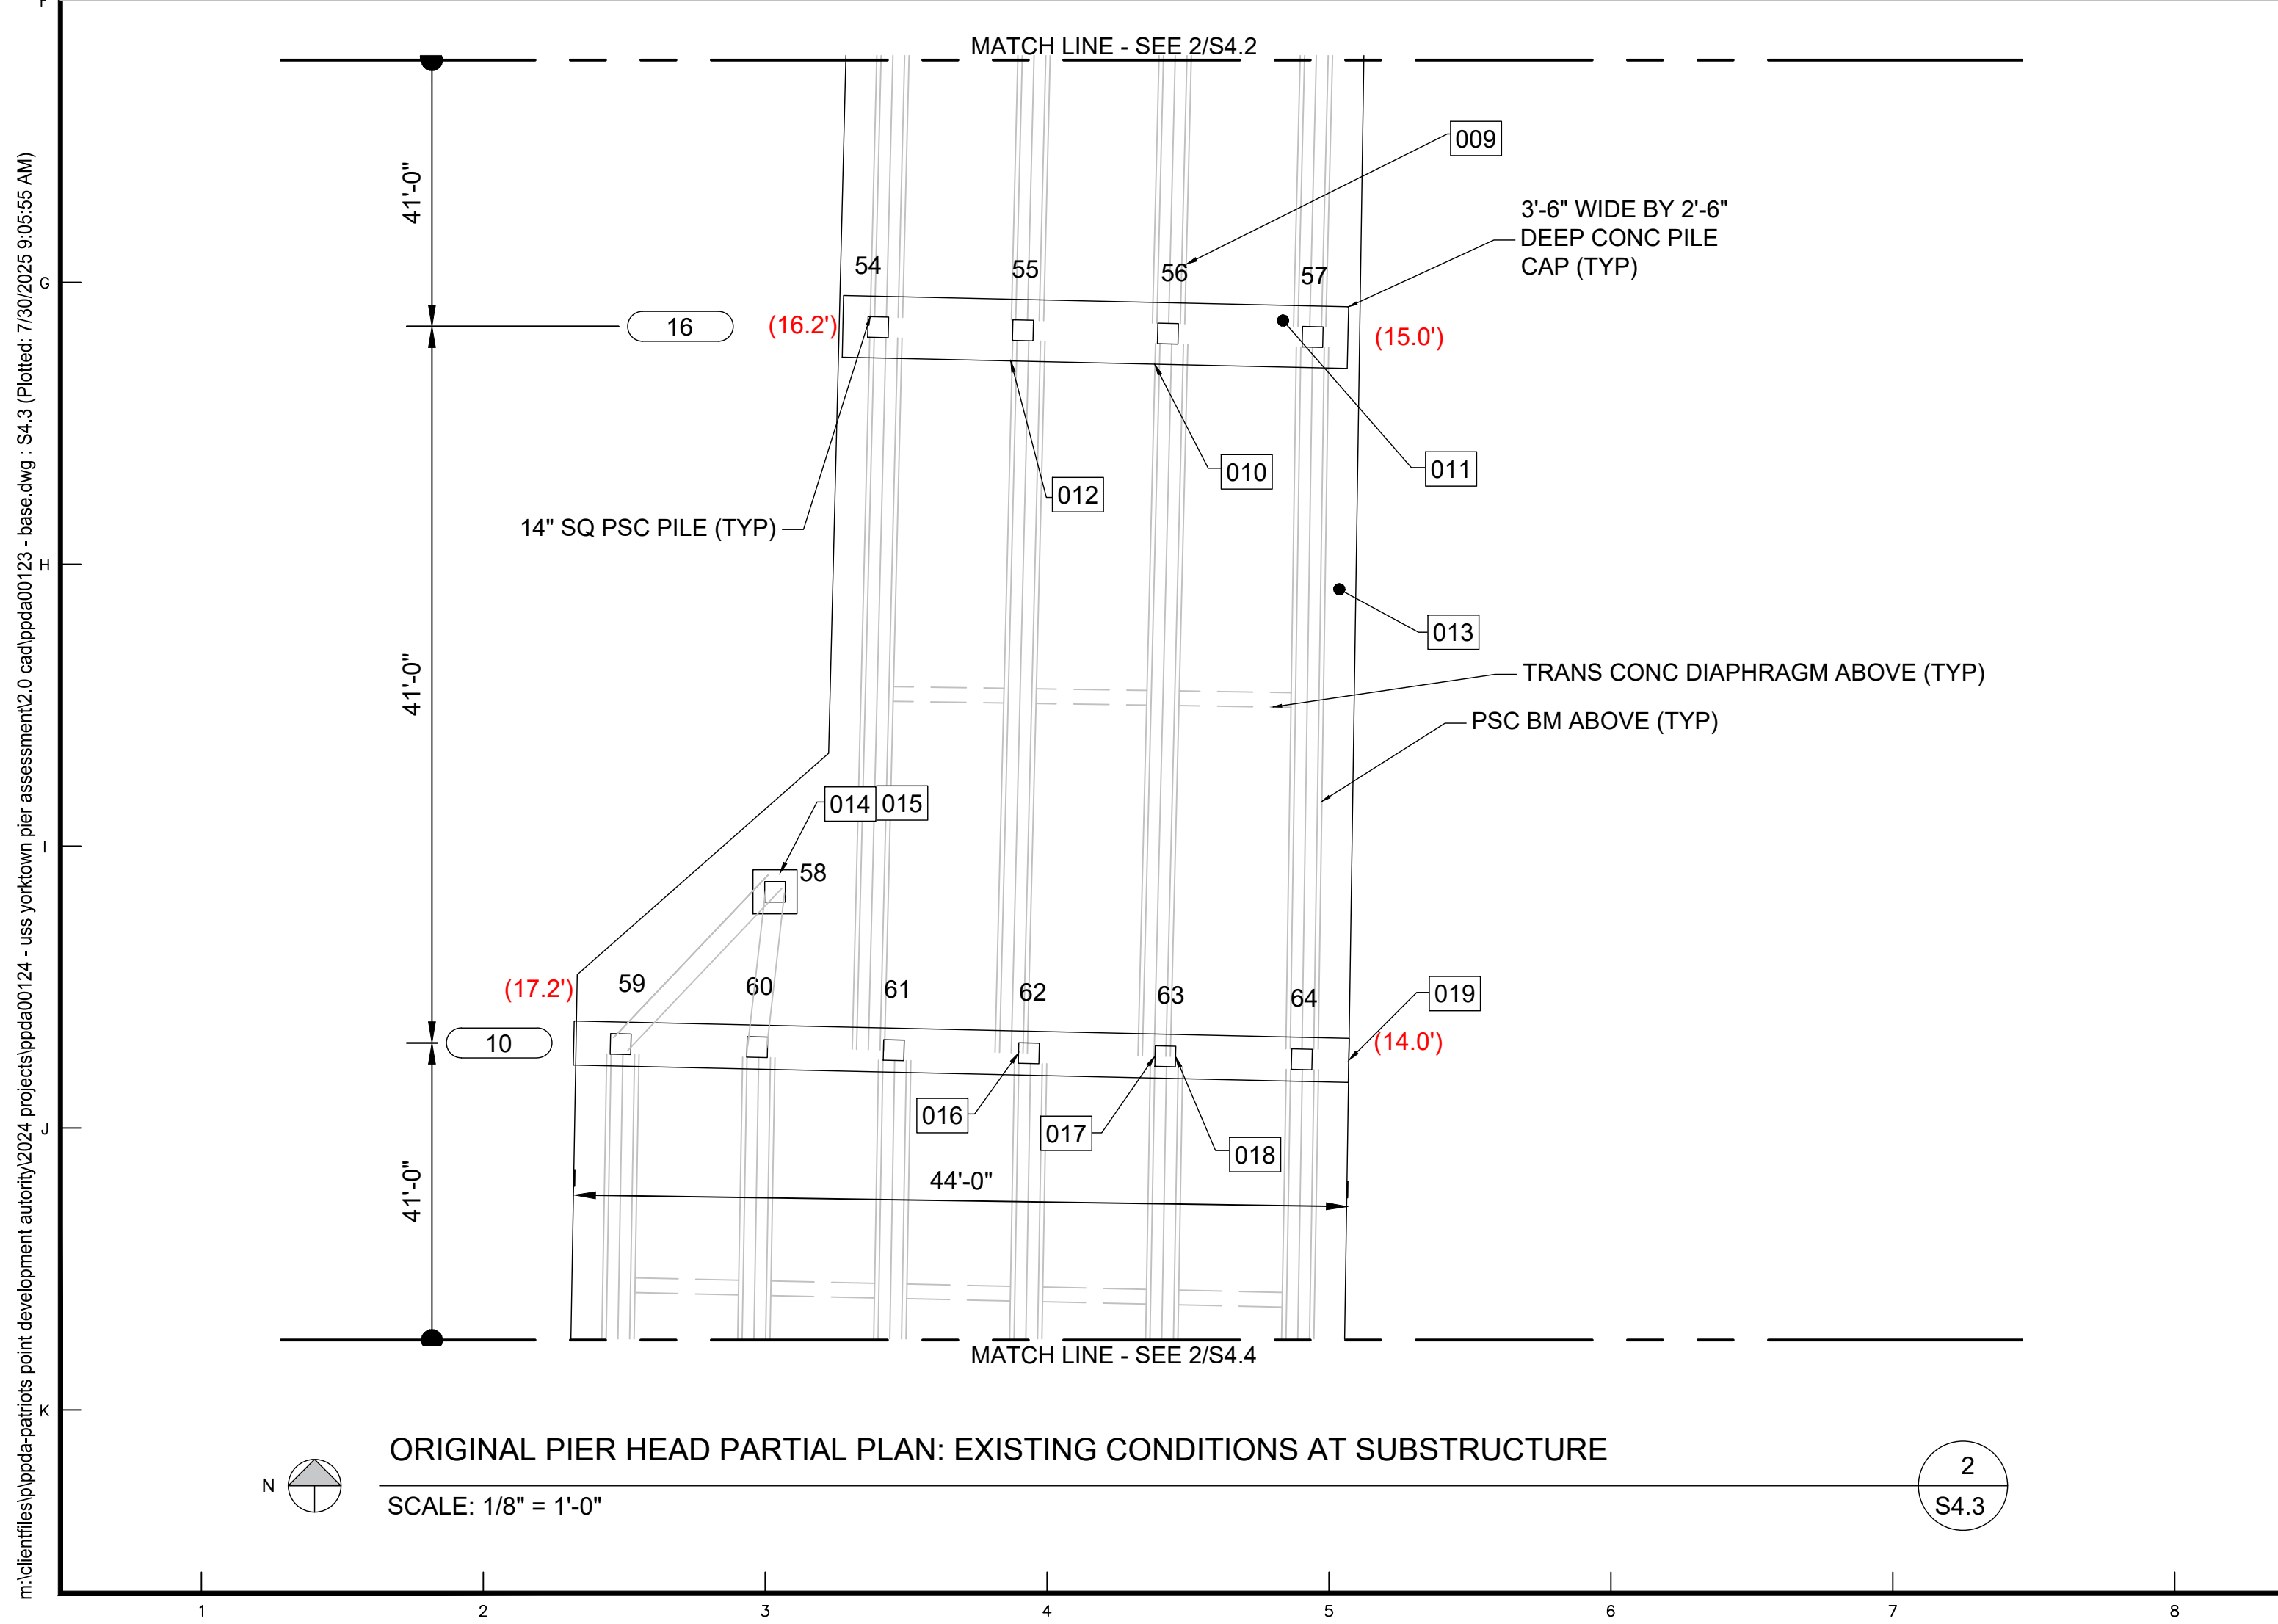 F
MATCH LINE - SEE 2/S4.2
009
41'-0"
3'-6" WIDE BY 2'-6"
DEEP CONC PILE
CAP (TYP)
54
55
56
57
G
16
(16.2')
(15.0')
011
010
012
14" SQ PSC PILE (TYP)
H
013
41'-0"
TRANS CONC DIAPHRAGM ABOVE (TYP)
PSC BM ABOVE (TYP)
014 015
I
58
(17.2')
59
60
61
62
63
64
019
10
(14.0')
016
017
018
J
44'-0"
41'-0"
MATCH LINE - SEE 2/S4.4
K
ORIGINAL PIER HEAD PARTIAL PLAN: EXISTING CONDITIONS AT SUBSTRUCTURE
N
SCALE: 1/8" = 1'-0"
2
S4.3
1 2 3 4 5 6 7 8
m:\clientfiles\p\ppda-patriots point development autority\2024 projects\ppda00124 - uss yorktown pier assessment\2.0 cad\ppda00123 - base.dwg : S4.3 (Plotted: 7/30/2025 9:05:55 AM)